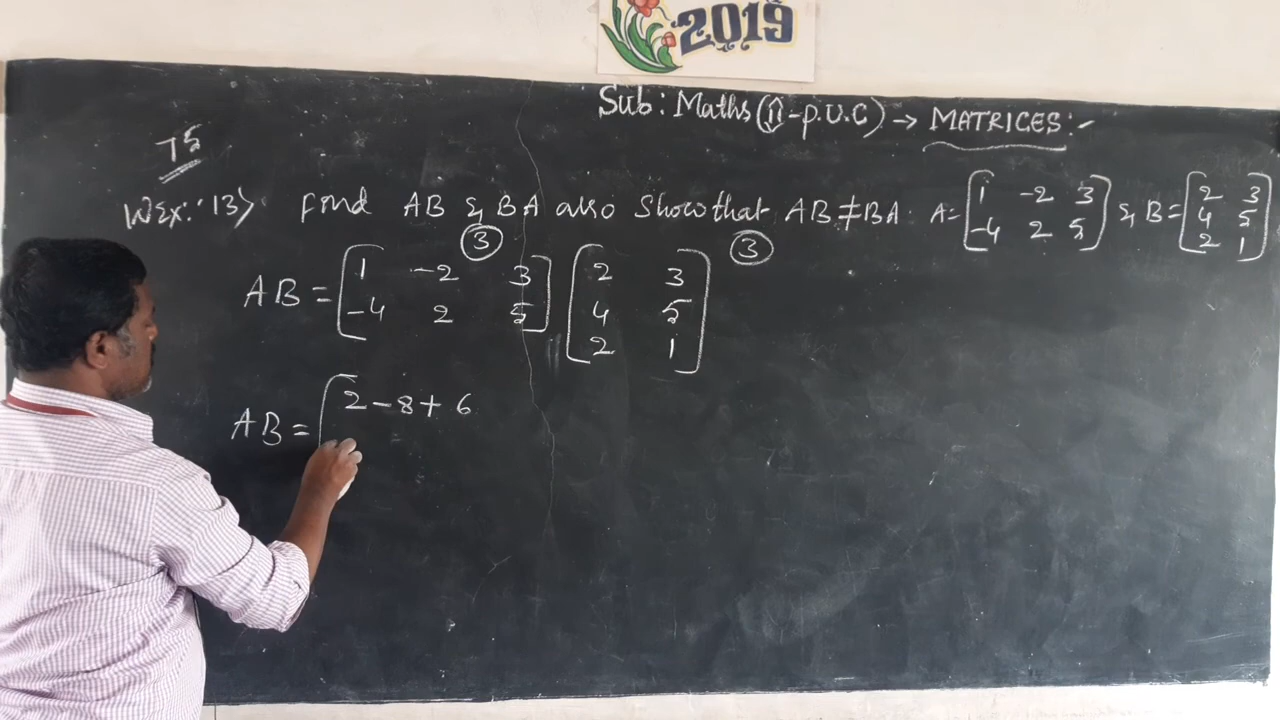 2019
Sub : Maths (II - P.U.C) → MATRICES :-
T5
W Ex: 13) Find AB & BA also show that AB ≠ BA. A = [1 -2 3 & B = [2 3
-4 2 5] 4 5
2 1]
③ ③
AB = [1 -2 3 [2 3
-4 2 5] 4 5
2 1]
AB = [2 - 8 + 6